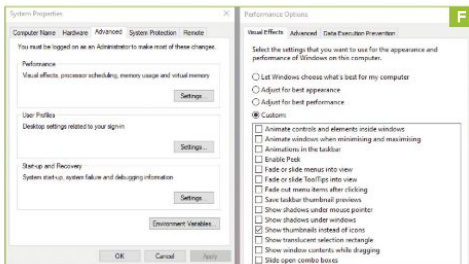 System Properties
Computer Name Hardware Advanced System Protection Remote
You must be logged on as an Administrator to make most of these changes.
Performance
Visual effects, processor scheduling, memory usage and virtual memory
Settings...
User Profiles
Desktop settings related to your sign-in
Settings...
Start-up and Recovery
System start-up, system failure and debugging information
Settings...
Environment Variables...
OK Cancel Apply
Performance Options
F
Visual Effects Advanced Data Execution Prevention
Select the settings that you want to use for the appearance and
performance of Windows on this computer.
Let Windows choose what's best for my computer
Adjust for best appearance
Adjust for best performance
Custom:
Animate controls and elements inside windows
Animate windows when minimising and maximising
Animations in the taskbar
Enable Peek
Fade or slide menus into view
Fade or slide ToolTips into view
Fade out menu items after clicking
Save taskbar thumbnail previews
Show shadows under mouse pointer
Show shadows under windows
Show thumbnails instead of icons
Show translucent selection rectangle
Show window contents while dragging
Slide open combo boxes